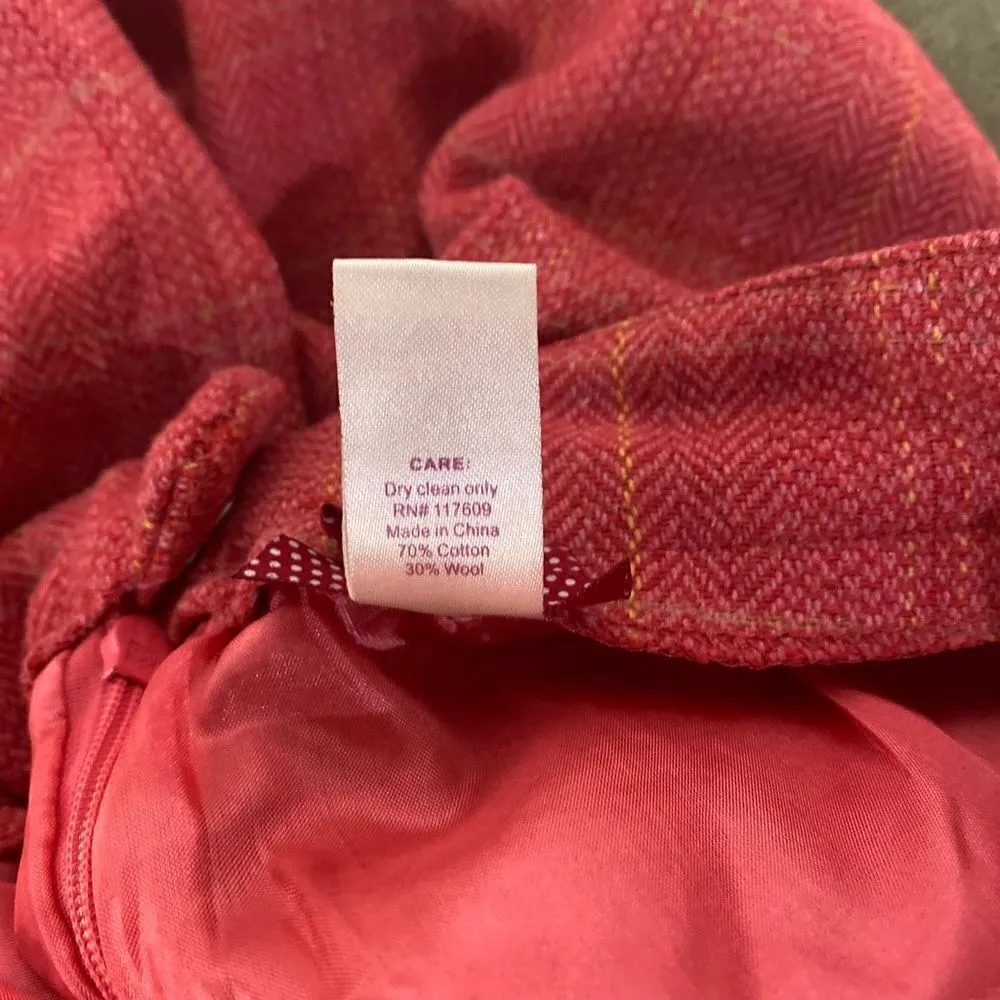 CARE:
Dry clean only
RN# 117609
Made in China
70% Cotton
30% Wool